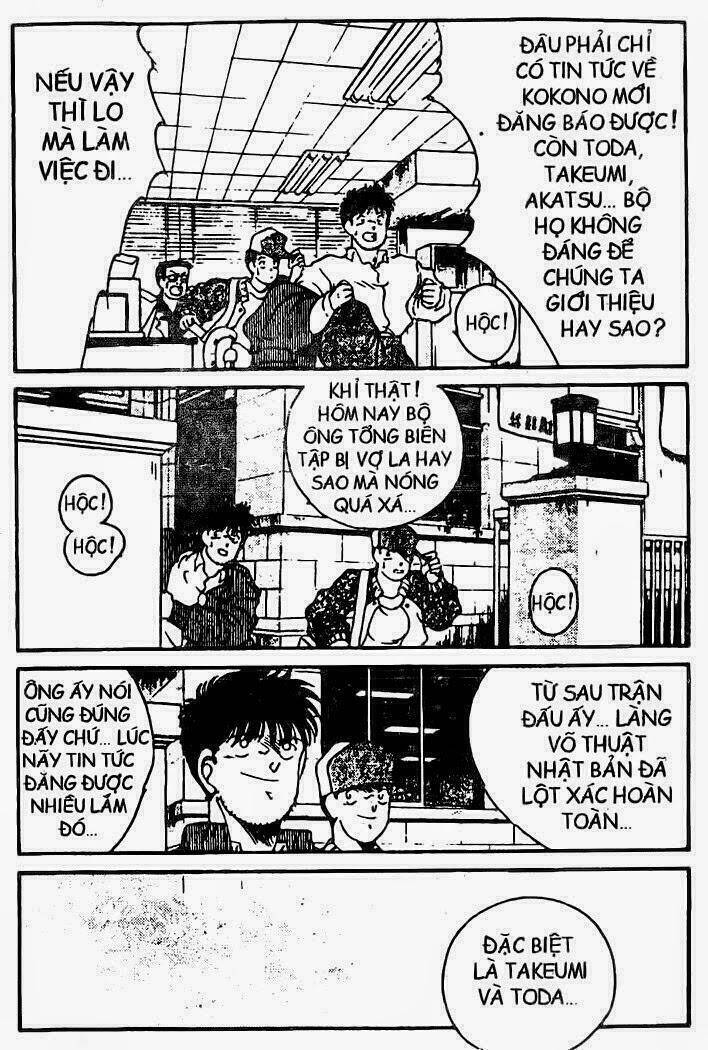 ĐÂU PHẢI CHỈ
CÓ TIN TỨC VỀ
KOKONO MỚI
ĐĂNG BÁO ĐƯỢC!
CÒN TODA,
TAKEUMI,
AKATSU... BỘ
HỌ KHÔNG
ĐÁNG ĐỂ
CHÚNG TA
GIỚI THIỆU
HAY SAO?
NẾU VẬY
THÌ LO
MÀ LÀM
VIỆC ĐI...
HỘC!
KHỈ THẬT!
HÔM NAY BỘ
ÔNG TỔNG BIÊN
TẬP BỊ VỢ LA HAY
SAO MÀ NÓNG
QUÁ XÁ...
HỘC!
HỘC!
HỘC!
ÔNG ẤY NÓI
CŨNG ĐÚNG
ĐẤY CHỨ... LÚC
NÃY TIN TỨC
ĐĂNG ĐƯỢC
NHIỀU LẮM
ĐÓ...
TỪ SAU TRẬN
ĐẤU ẤY... LÀNG
VÕ THUẬT
NHẬT BẢN ĐÃ
LỘT XÁC HOÀN
TOÀN...
ĐẶC BIỆT
LÀ TAKEUMI
VÀ TODA...